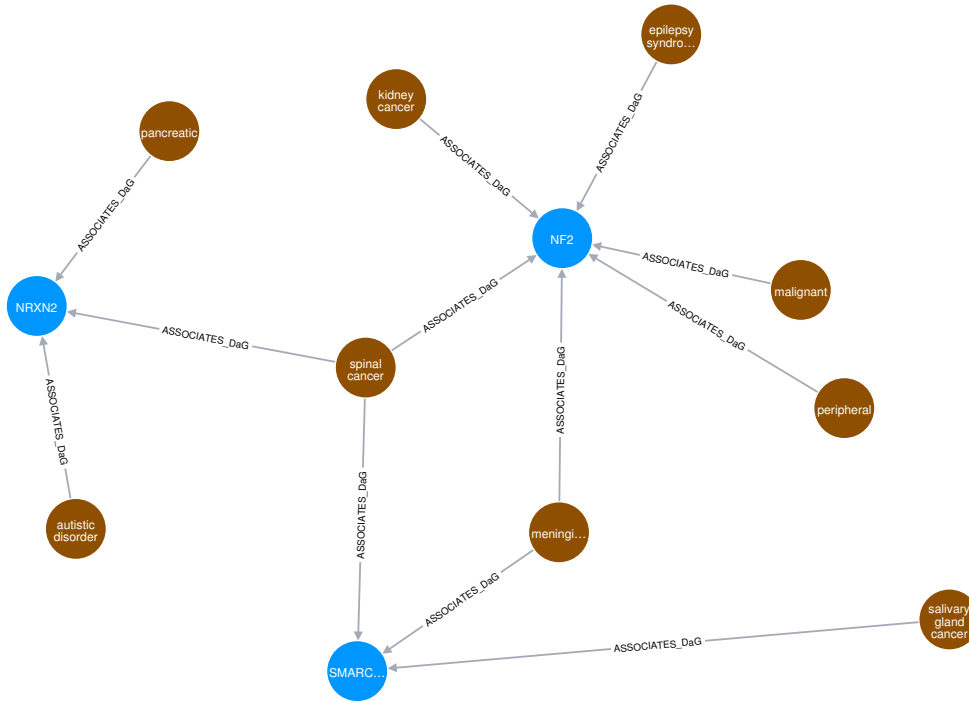 epilepsy
syndro…
kidney
cancer
ASSOCIATES_DaG
pancreatic
ASSOCIATES_DaG
ASSOCIATES_DaG
NF2
ASSOCIATES_DaG
malignant
NRXN2
ASSOCIATES_DaG
ASSOCIATES_DaG
ASSOCIATES_DaG
spinal
cancer
ASSOCIATES_DaG
ASSOCIATES_DaG
peripheral
ASSOCIATES_DaG
autistic
disorder
ASSOCIATES_DaG
meningi…
ASSOCIATES_DaG
salivary
gland
cancer
ASSOCIATES_DaG
SMARC…